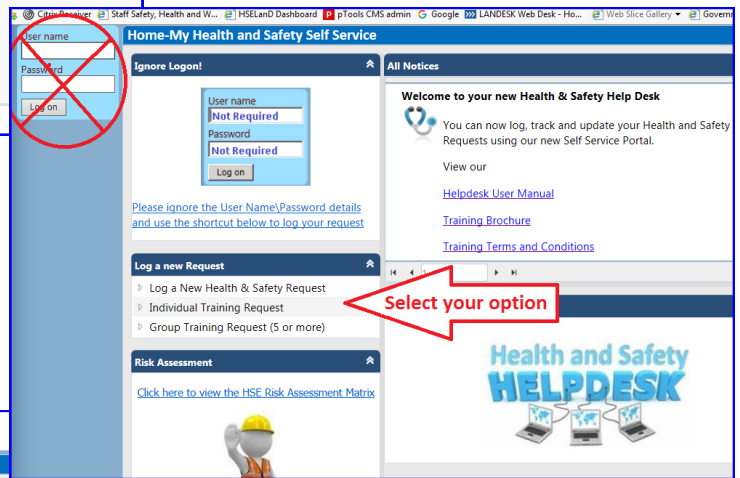 Citrix Receiver Staff Safety, Health and W... HSELanD Dashboard pTools CMS admin Google LANDESK Web Desk - Ho... Web Slice Gallery Governm
User name
Password
Log on
Home-My Health and Safety Self Service
Ignore Logon!
User name
Not Required
Password
Not Required
Log on
Please ignore the User Name\Password details
and use the shortcut below to log your request
Log a new Request
Log a New Health & Safety Request
Individual Training Request
Group Training Request (5 or more)
Risk Assessment
Click here to view the HSE Risk Assessment Matrix
All Notices
Welcome to your new Health & Safety Help Desk
You can now log, track and update your Health and Safety
Requests using our new Self Service Portal.
View our
Helpdesk User Manual
Training Brochure
Training Terms and Conditions
Select your option
Health and Safety
HELPDESK